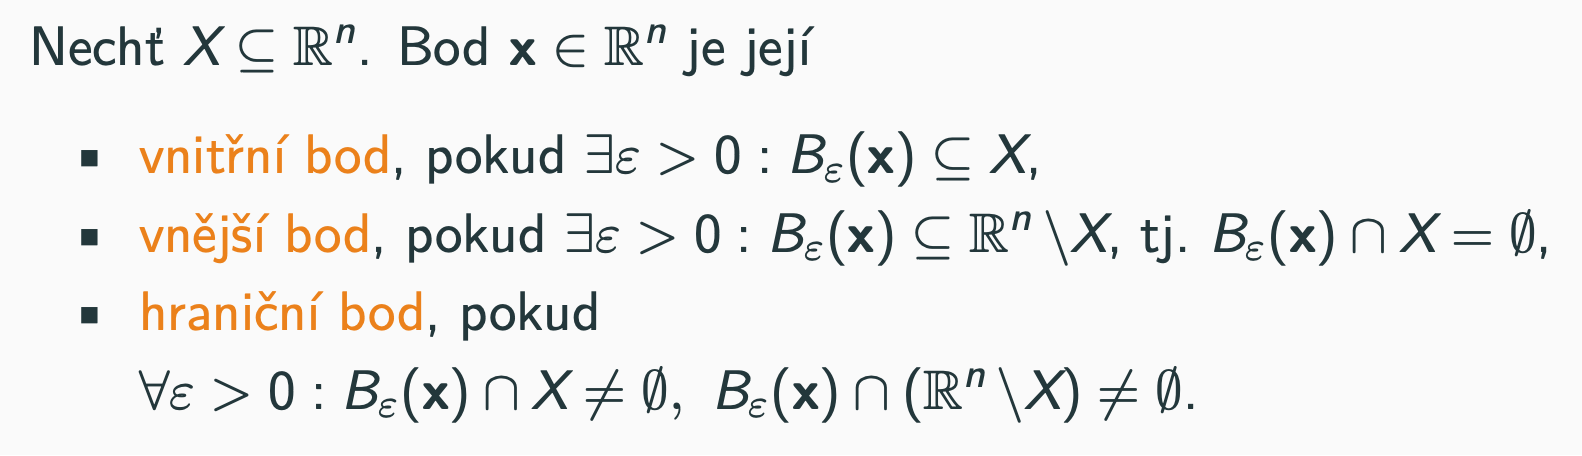 Nechť X ⊆ ℝⁿ. Bod 𝐱 ∈ ℝⁿ je její
▪ vnitřní bod, pokud ∃ε > 0 : B_ε(𝐱) ⊆ X,
▪ vnější bod, pokud ∃ε > 0 : B_ε(𝐱) ⊆ ℝⁿ \ X, tj. B_ε(𝐱) ∩ X = ∅,
▪ hraniční bod, pokud
∀ε > 0 : B_ε(𝐱) ∩ X ≠ ∅, B_ε(𝐱) ∩ (ℝⁿ \ X) ≠ ∅.